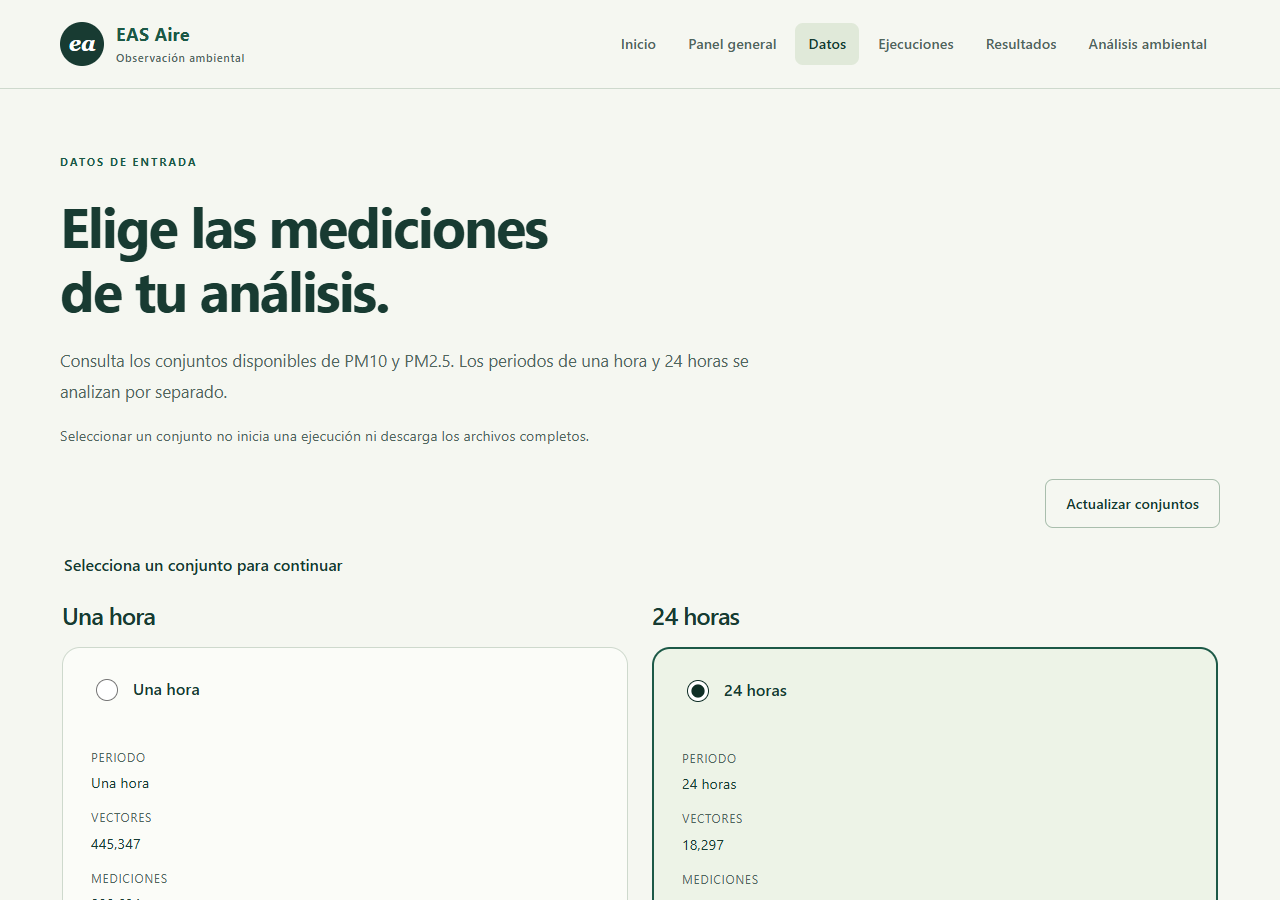 ea
EAS Aire
Observación ambiental
Inicio
Panel general
Datos
Ejecuciones
Resultados
Análisis ambiental
DATOS DE ENTRADA
Elige las mediciones
de tu análisis.
Consulta los conjuntos disponibles de PM10 y PM2.5. Los periodos de una hora y 24 horas se
analizan por separado.
Seleccionar un conjunto no inicia una ejecución ni descarga los archivos completos.
Actualizar conjuntos
Selecciona un conjunto para continuar
Una hora
Una hora
PERIODO
Una hora
VECTORES
445,347
MEDICIONES
24 horas
24 horas
PERIODO
24 horas
VECTORES
18,297
MEDICIONES